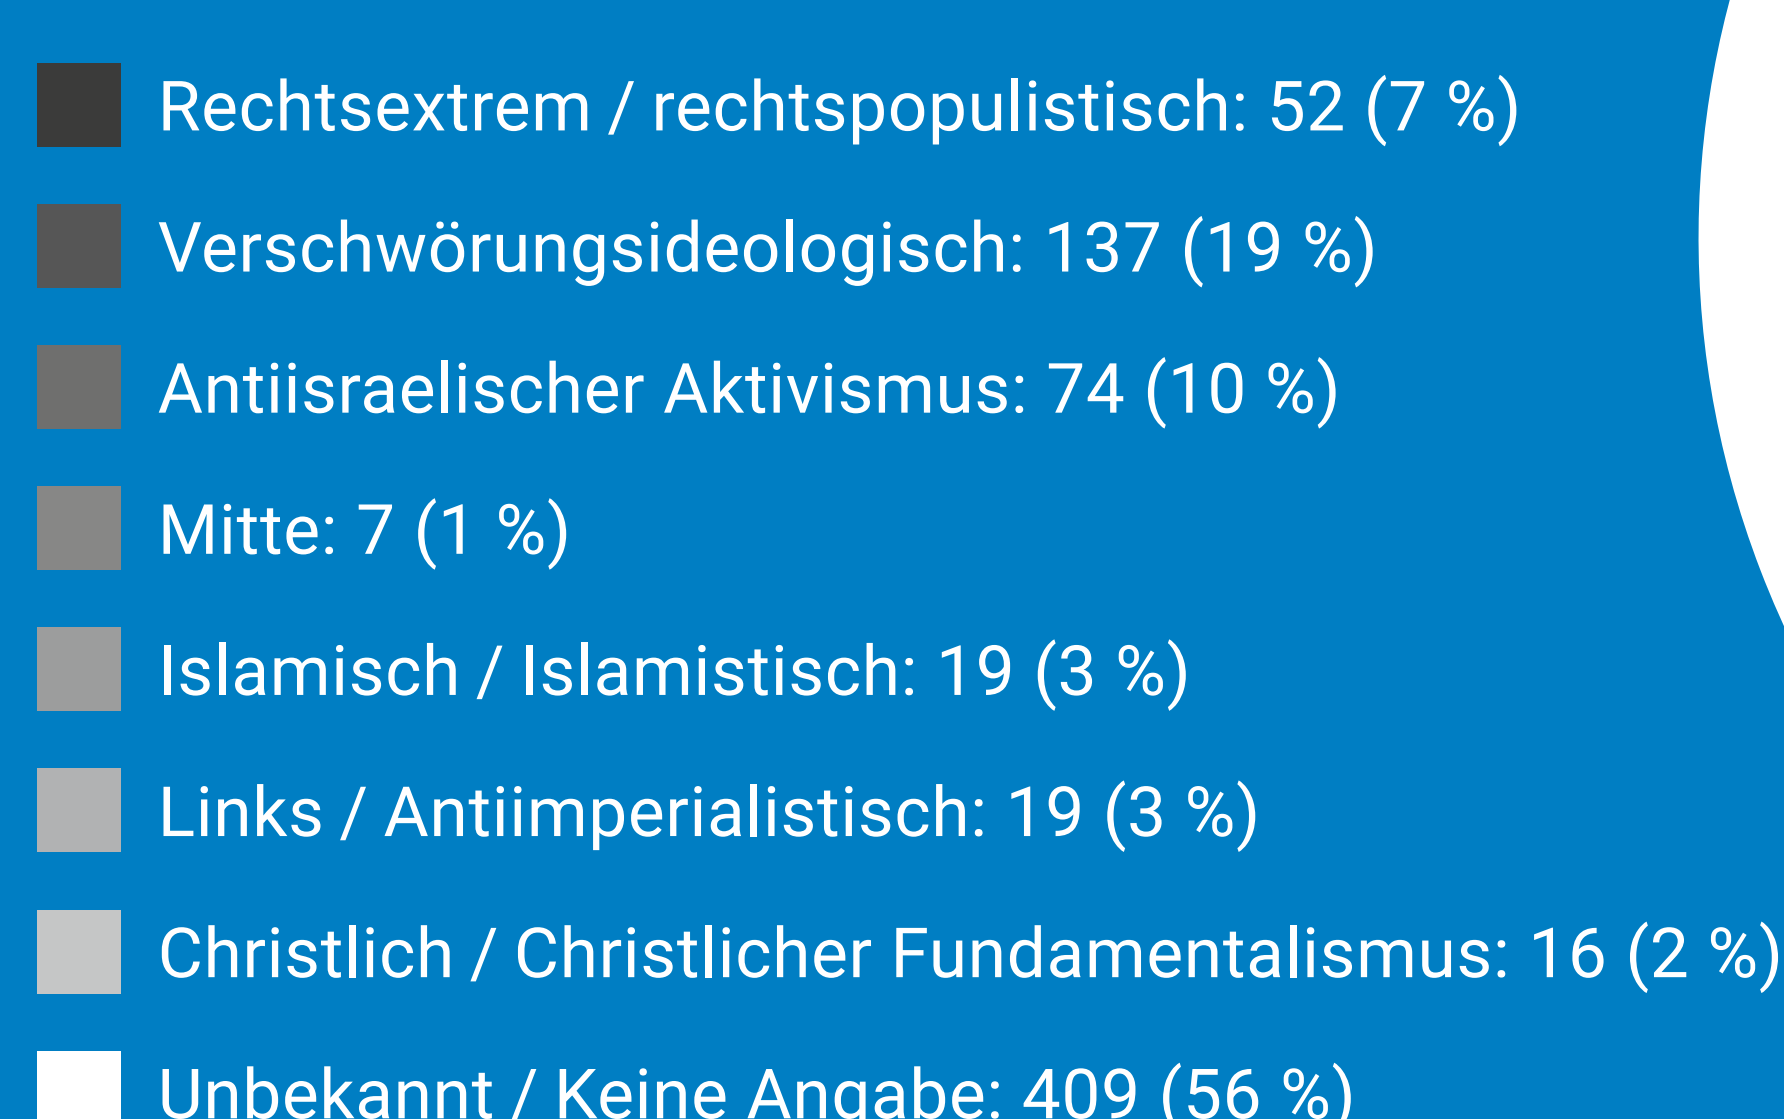 Rechtsextrem / rechtspopulistisch: 52 (7 %)
Verschwörungsideologisch: 137 (19 %)
Antiisraelischer Aktivismus: 74 (10 %)
Mitte: 7 (1 %)
Islamisch / Islamistisch: 19 (3 %)
Links / Antiimperialistisch: 19 (3 %)
Christlich / Christlicher Fundamentalismus: 16 (2 %)
Unbekannt / Keine Angabe: 409 (56 %)